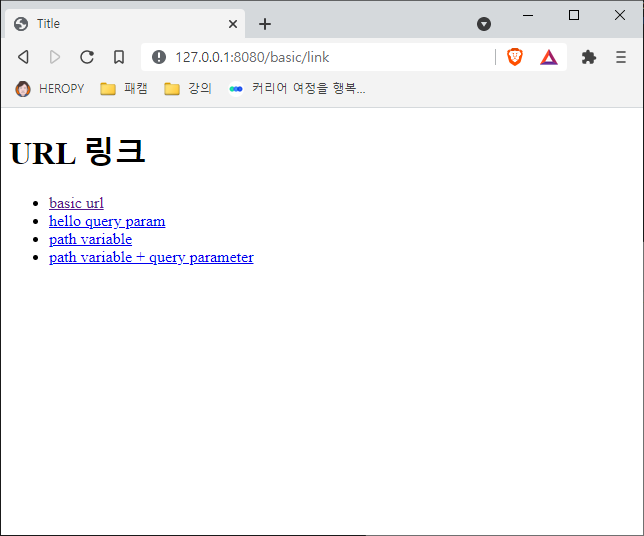 Title
127.0.0.1:8080/basic/link
HEROPY 패캠 강의 커리어 여정을 행복...
URL 링크
basic url
hello query param
path variable
path variable + query parameter